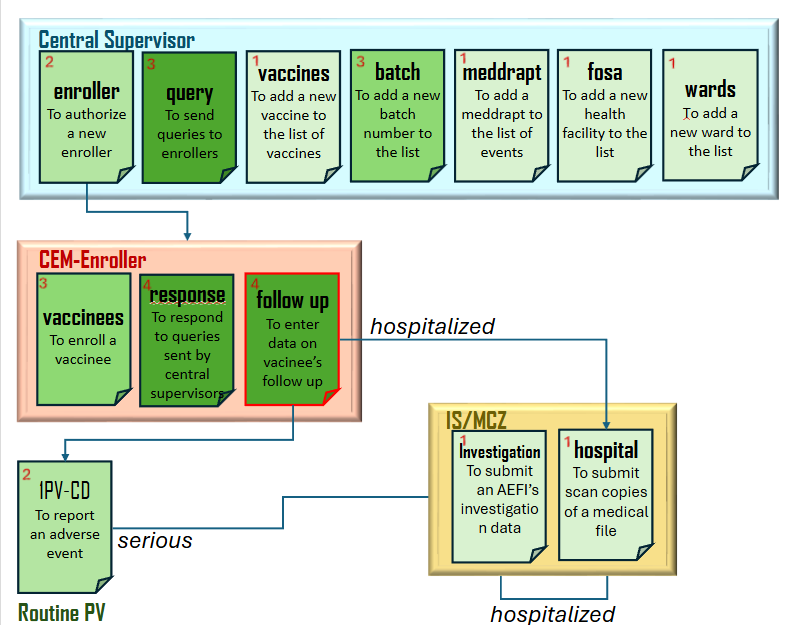 Central Supervisor
2
enroller
To authorize
a new
enroller
3
query
To send
queries to
enrollers
1
vaccines
To add a new
vaccine to
the list of
vaccines
3
batch
To add a new
batch
number to
the list
1
meddrapt
To add a
meddrapt to
the list of
events
1
fosa
To add a new
health
facility to the
list
1
wards
To add a
new ward to
the list
CEM-Enroller
3
vaccinees
To enroll a
vaccinee
4
response
To respond
to queries
sent by
central
supervisors
4
follow up
To enter
data on
vacinee's
follow up
hospitalized
IS/MCZ
1
Investigation
To submit
an AEFI's
investigatio
n data
1
hospital
To submit
scan copies
of a medical
file
2
1PV-CD
To report
an adverse
event
serious
Routine PV
hospitalized